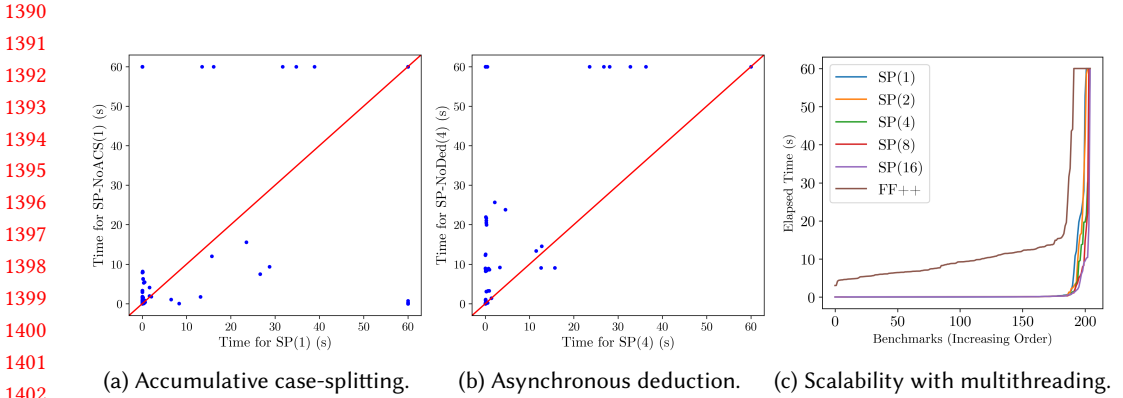 1390
1391
1392
1393
1394
1395
1396
1397
1398
1399
1400
1401
1402
60
50
40
30
20
10
0
Time for SP-NoACS(1) (s)
0 10 20 30 40 50 60
Time for SP(1) (s)
(a) Accumulative case-splitting.
60
50
40
30
20
10
0
Time for SP-NoDed(4) (s)
0 10 20 30 40 50 60
Time for SP(4) (s)
(b) Asynchronous deduction.
60
50
40
30
20
10
0
Elapsed Time (s)
SP(1)
SP(2)
SP(4)
SP(8)
SP(16)
FF++
0 50 100 150 200
Benchmarks (Increasing Order)
(c) Scalability with multithreading.